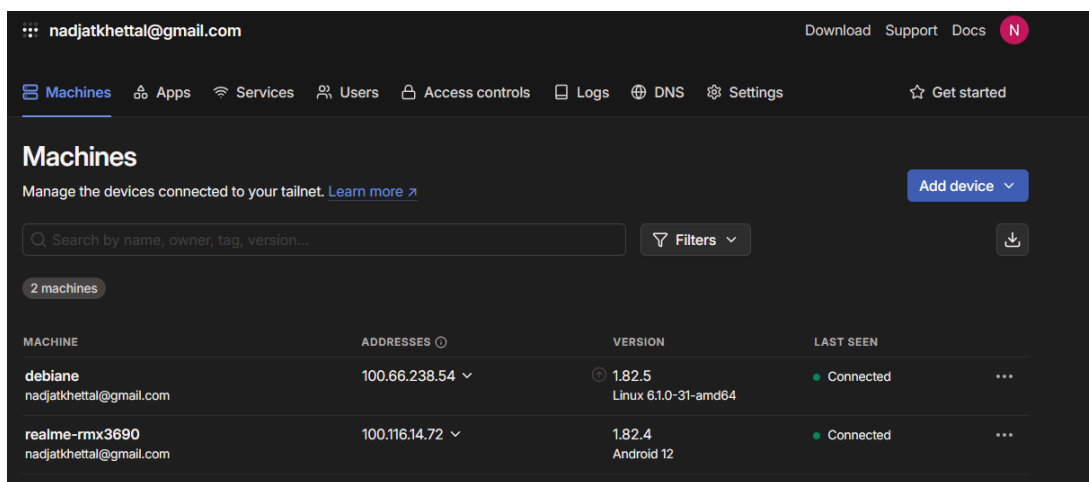 nadjatkhettal@gmail.com Download Support Docs N
Machines Apps Services Users Access controls Logs DNS Settings Get started
Machines
Manage the devices connected to your tailnet. Learn more ↗
Add device
Search by name, owner, tag, version...
Filters
2 machines
MACHINE ADDRESSES VERSION LAST SEEN
debiane 100.66.238.54 1.82.5 Connected
nadjatkhettal@gmail.com Linux 6.1.0-31-amd64
realme-rmx3690 100.116.14.72 1.82.4 Connected
nadjatkhettal@gmail.com Android 12